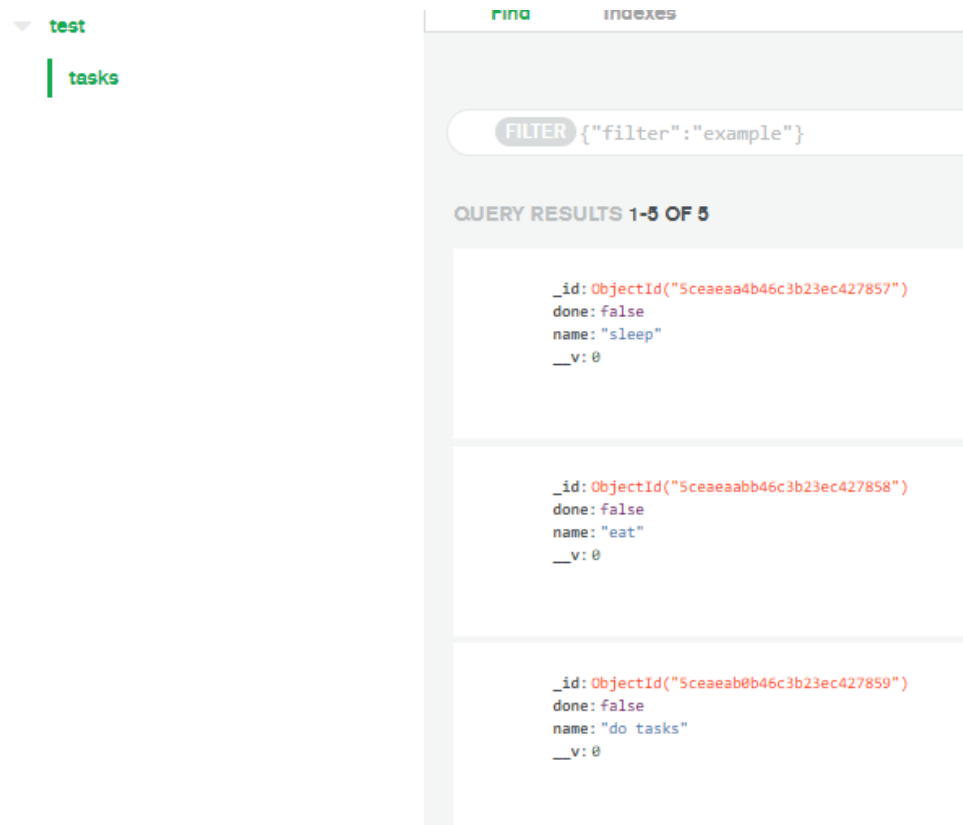 test
tasks
Find Indexes
FILTER {"filter":"example"}
QUERY RESULTS 1-5 OF 5
_id: ObjectId("5ceaeaa4b46c3b23ec427857")
done: false
name: "sleep"
__v: 0
_id: ObjectId("5ceaeaabb46c3b23ec427858")
done: false
name: "eat"
__v: 0
_id: ObjectId("5ceaeab0b46c3b23ec427859")
done: false
name: "do tasks"
__v: 0